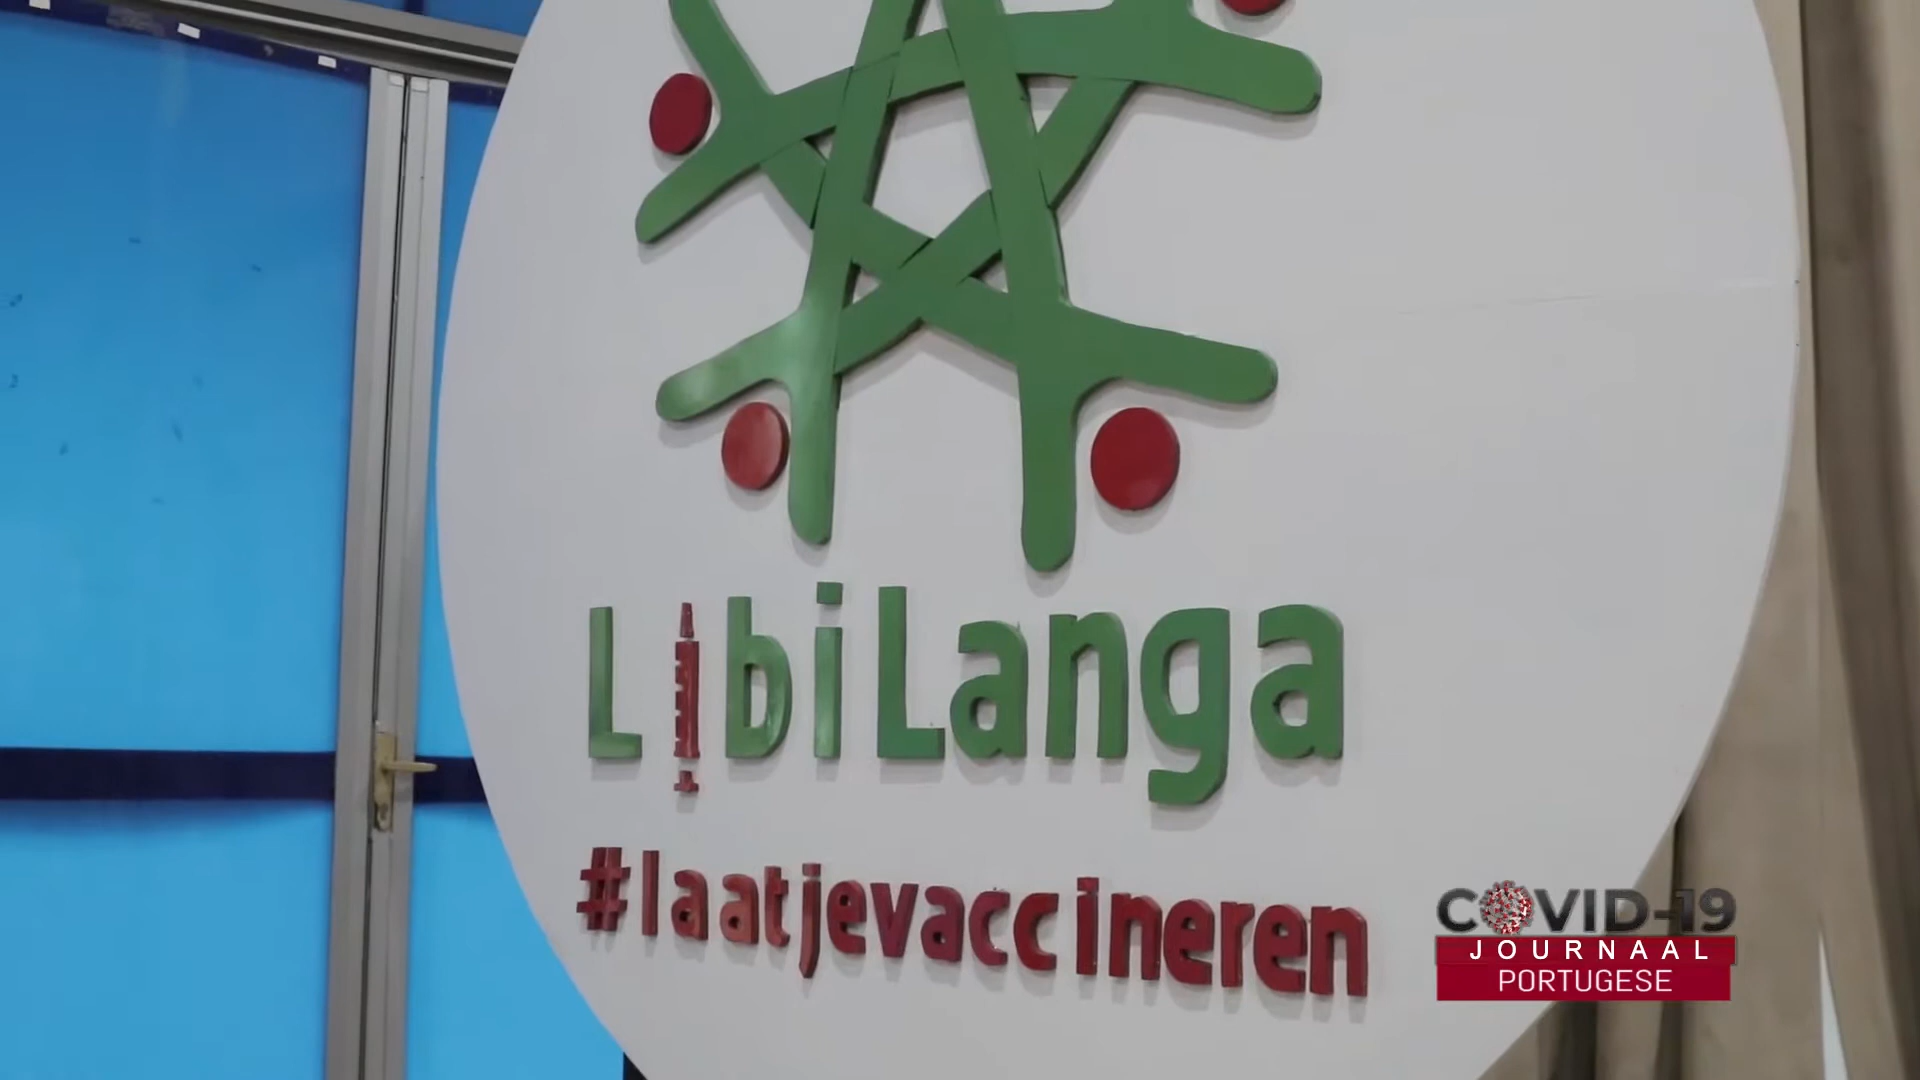 LibiLanga
#laatjevaccineren
COVID-19
JOURNAAL
PORTUGESE